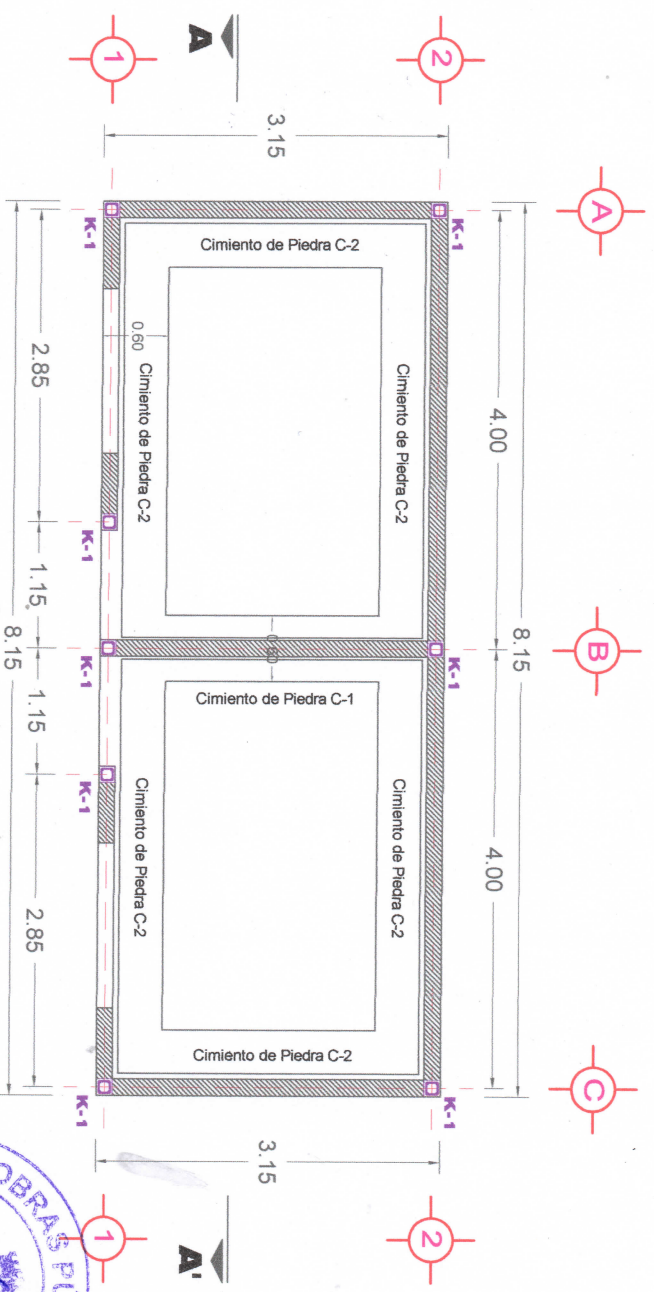 A
B
C
8.15
4.00
4.00
2
2
K-1
K-1
K-1
Cimiento de Piedra C-2
Cimiento de Piedra C-2
3.15
Cimiento de Piedra C-2
0.60
Cimiento de Piedra C-1
Cimiento de Piedra C-2
3.15
0.60
Cimiento de Piedra C-2
Cimiento de Piedra C-2
1
1
K-1
K-1
K-1
K-1
K-1
2.85
1.15
1.15
2.85
8.15
A
A'
OBRAS